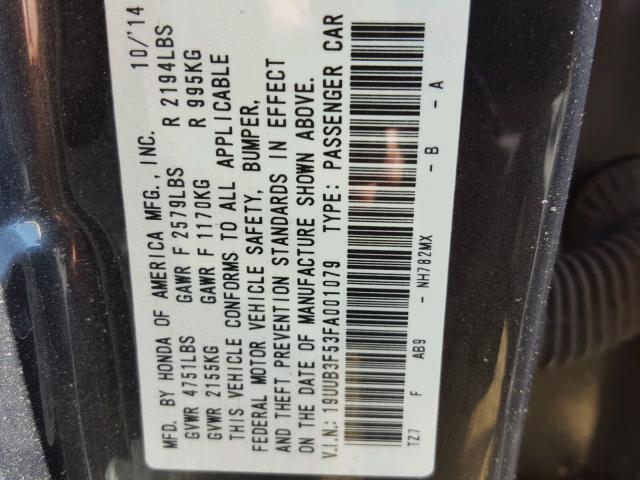 MFD. BY HONDA OF AMERICA MFG., INC. 10/'14
GVWR 4751LBS GAWR F 2579LBS R 2194LBS
GVWR 2155KG GAWR F 1170KG R 995KG
THIS VEHICLE CONFORMS TO ALL APPLICABLE
FEDERAL MOTOR VEHICLE SAFETY, BUMPER,
AND THEFT PREVENTION STANDARDS IN EFFECT
ON THE DATE OF MANUFACTURE SHOWN ABOVE.
V.I.N.: 19UUB3F53FA001079 TYPE: PASSENGER CAR
F AB9 - NH782MX - B - A
TZ7